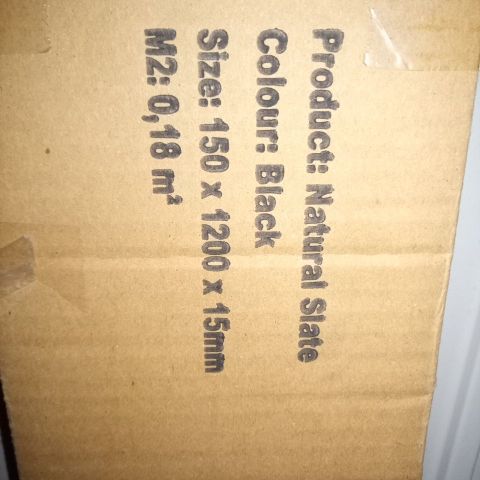 Product: Natural Slate
Colour: Black
Size: 150 x 1200 x 15mm
M2: 0,18 m²